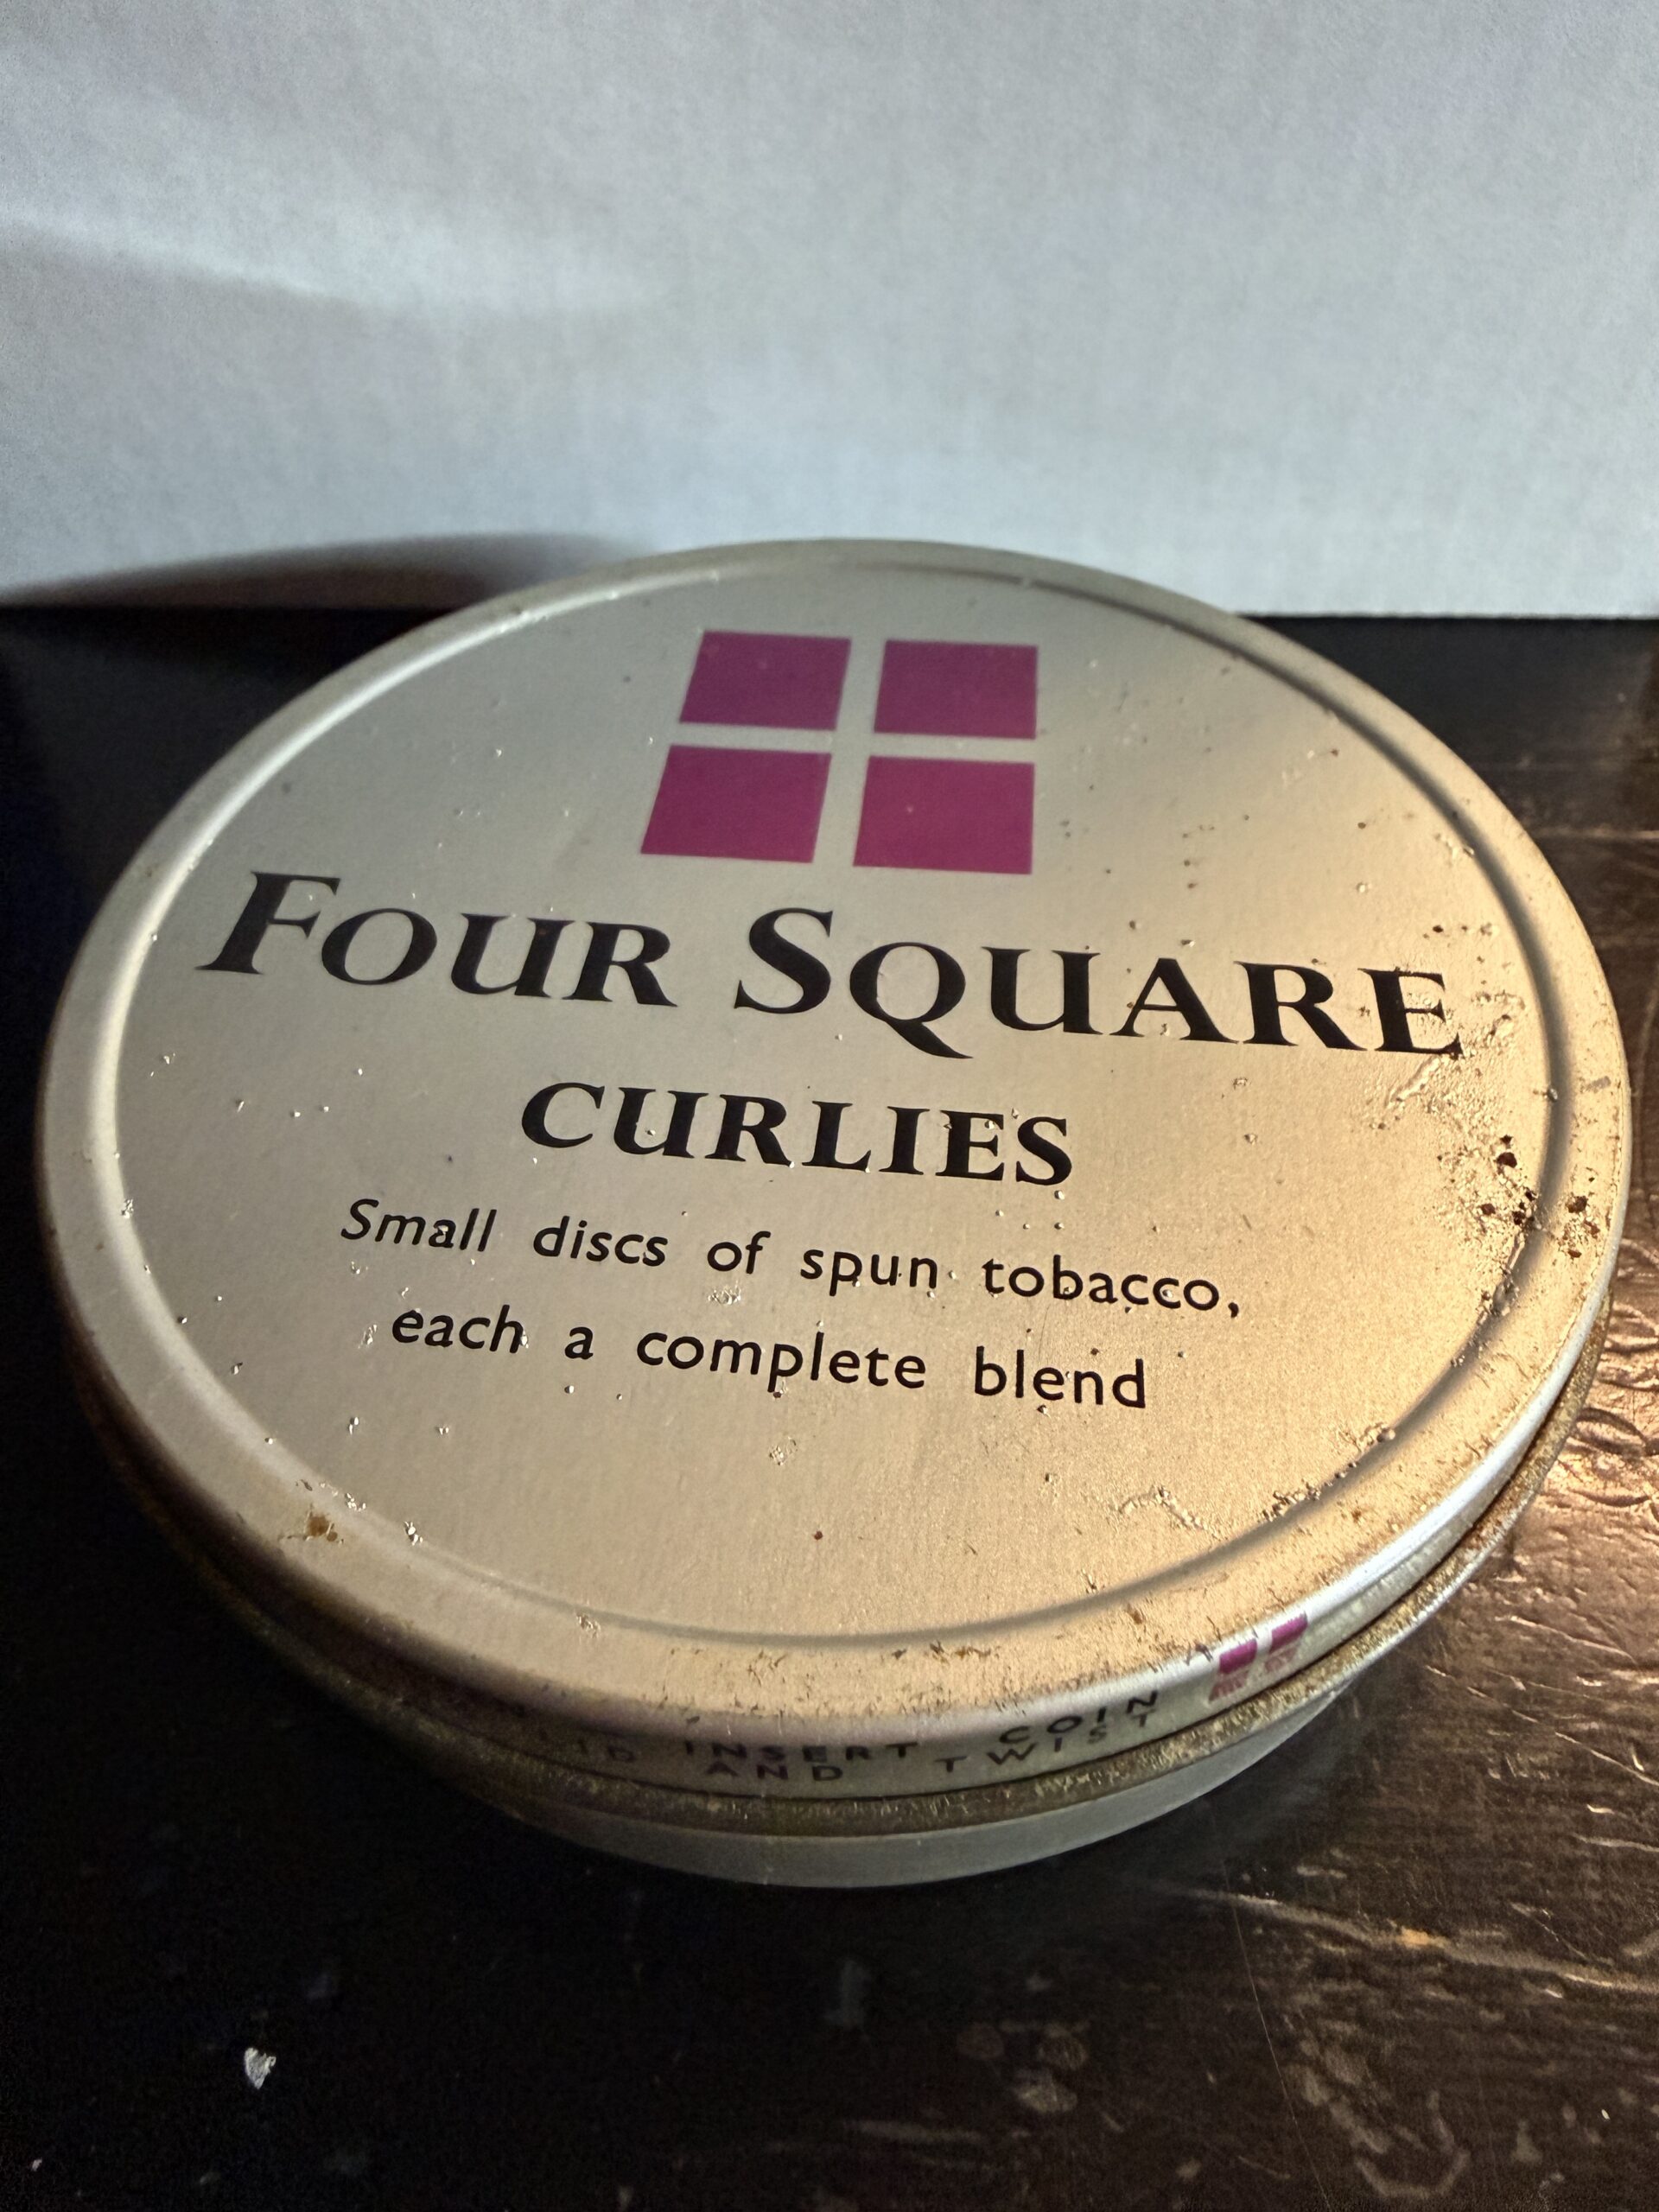 FOUR SQUARE
CURLIES
Small discs of spun tobacco,
each a complete blend
INSERT COIN
AND TWIST